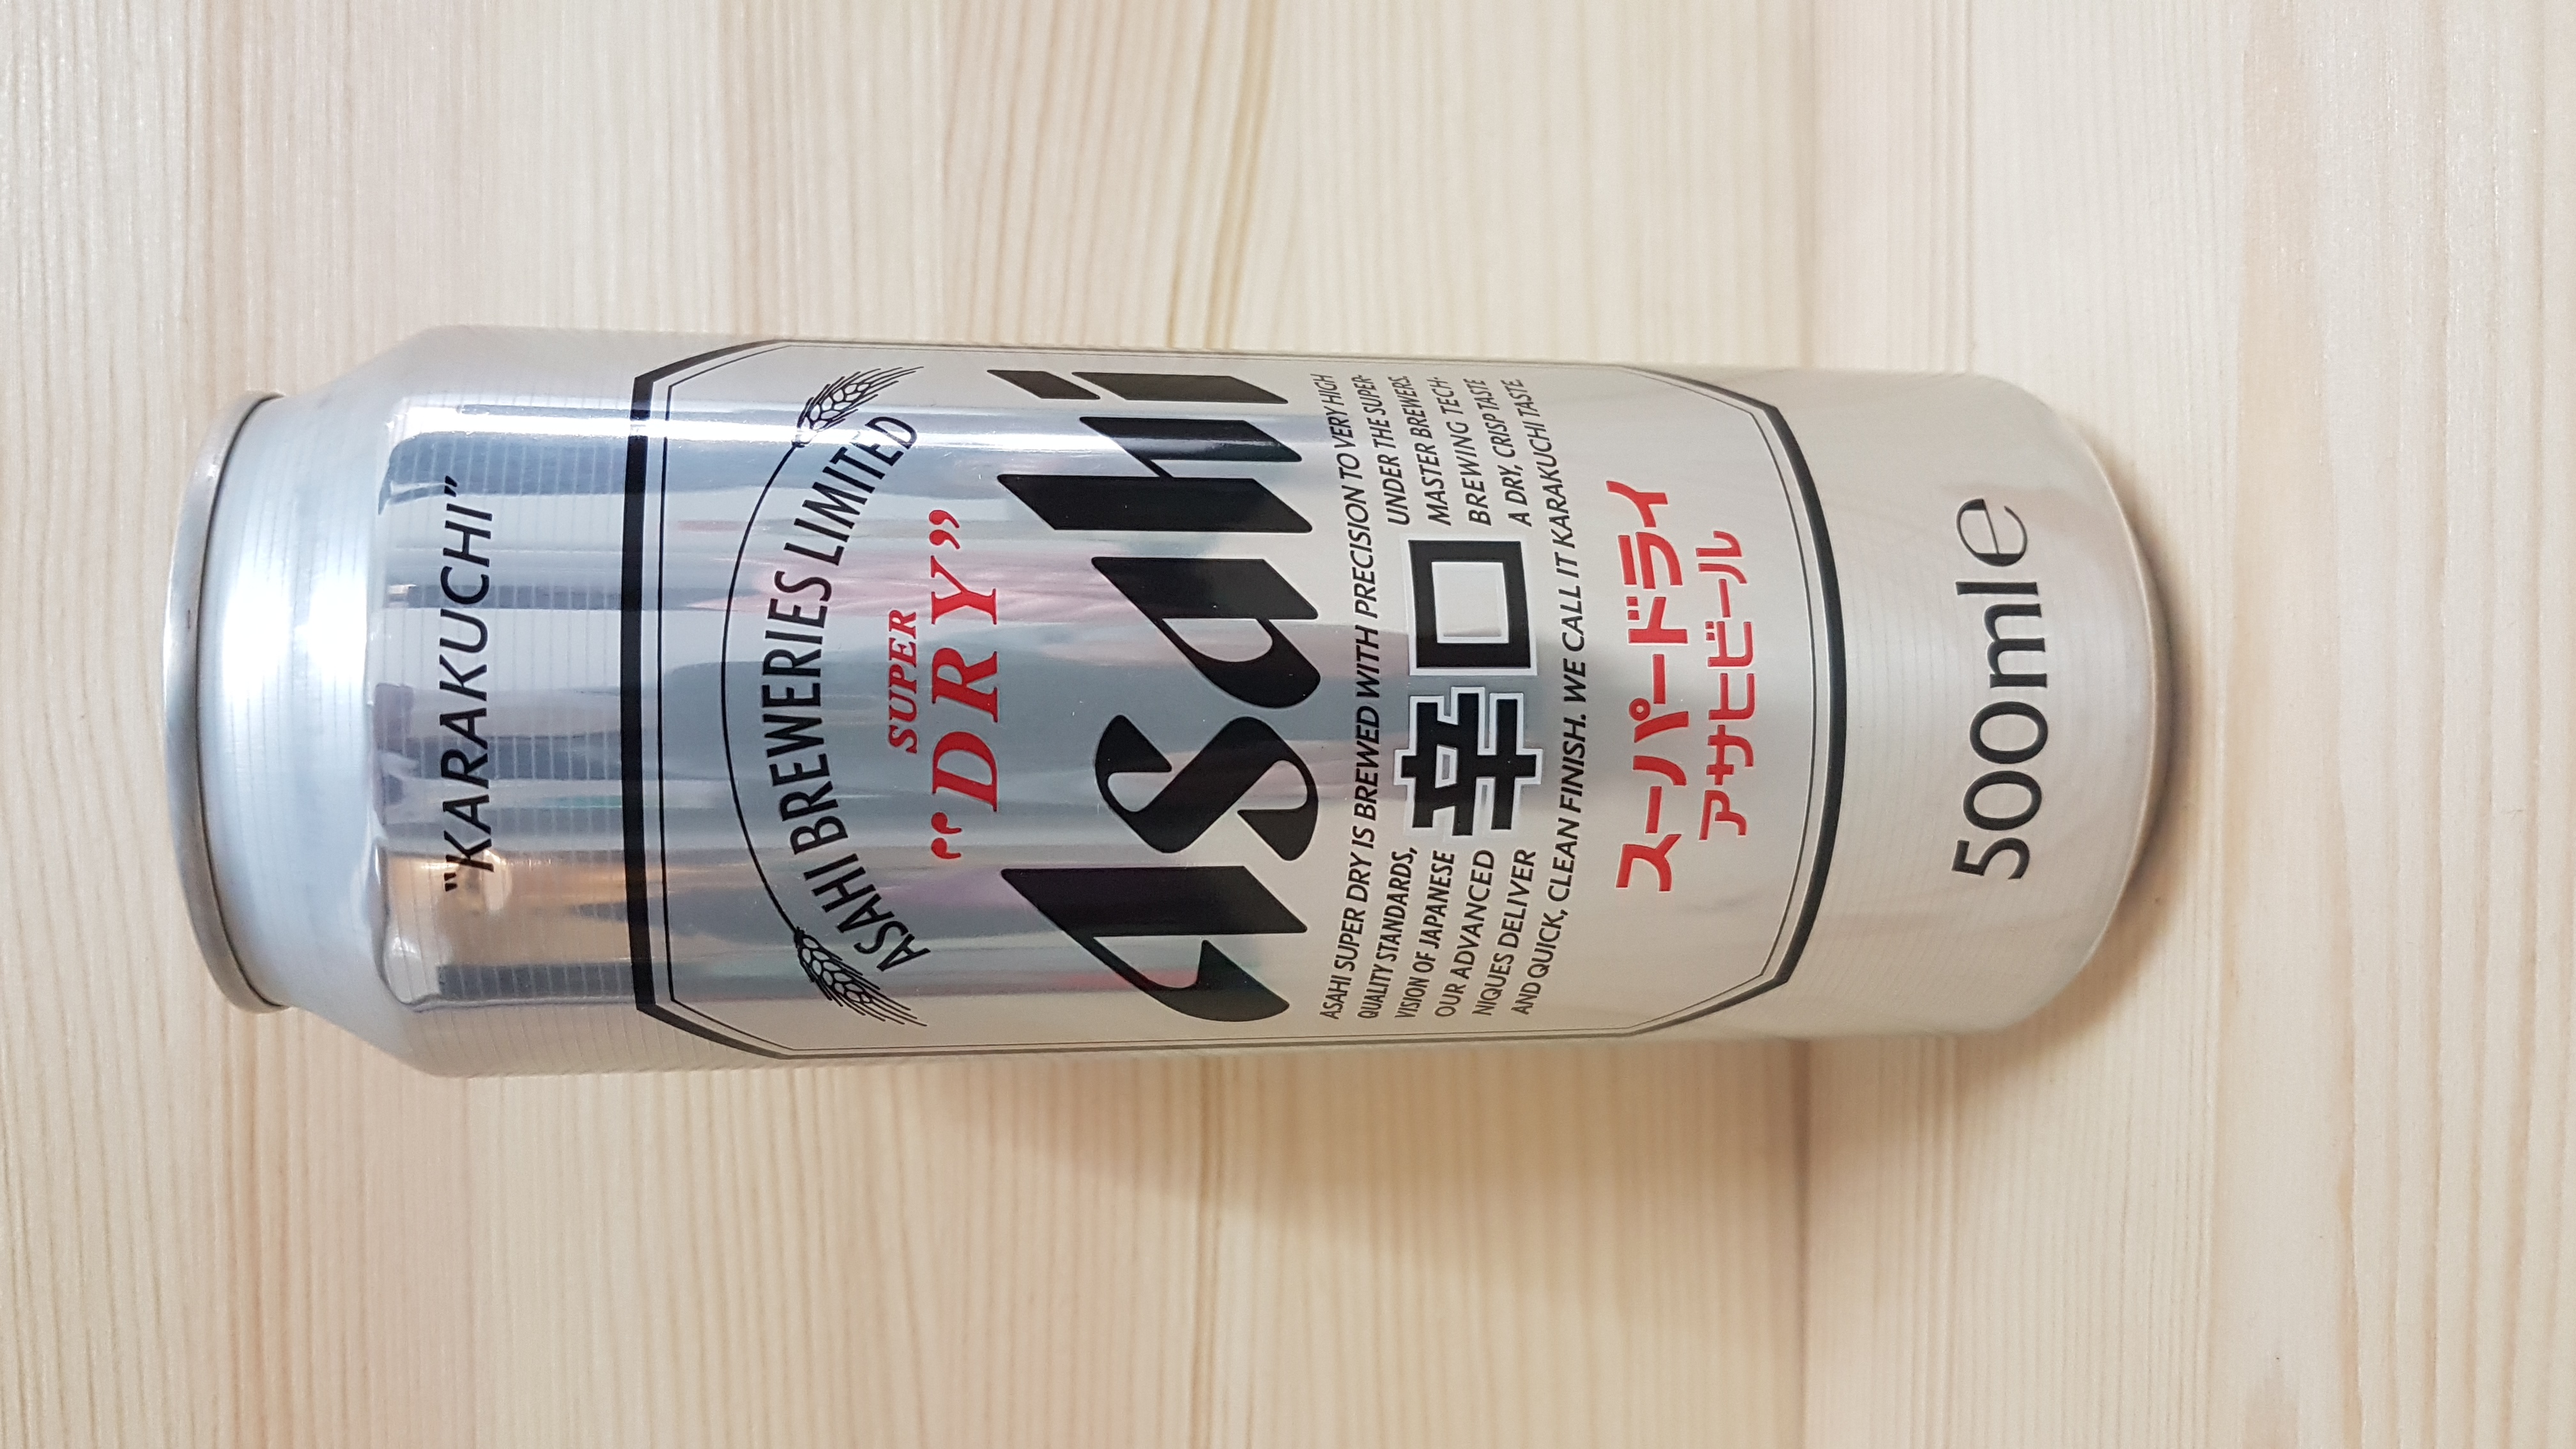 "KARAKUCHI"
ASAHI BREWERIES LIMITED
SUPER
"DRY"
Asahi
ASAHI SUPER DRY IS BREWED WITH PRECISION TO VERY HIGH
QUALITY STANDARDS, UNDER THE SUPER-
VISION OF JAPANESE MASTER BREWERS.
OUR ADVANCED BREWING TECH-
NIQUES DELIVER A DRY, CRISP TASTE
AND QUICK, CLEAN FINISH. WE CALL IT KARAKUCHI TASTE.
辛口
スーパードライ
アサヒビール
500ml℮